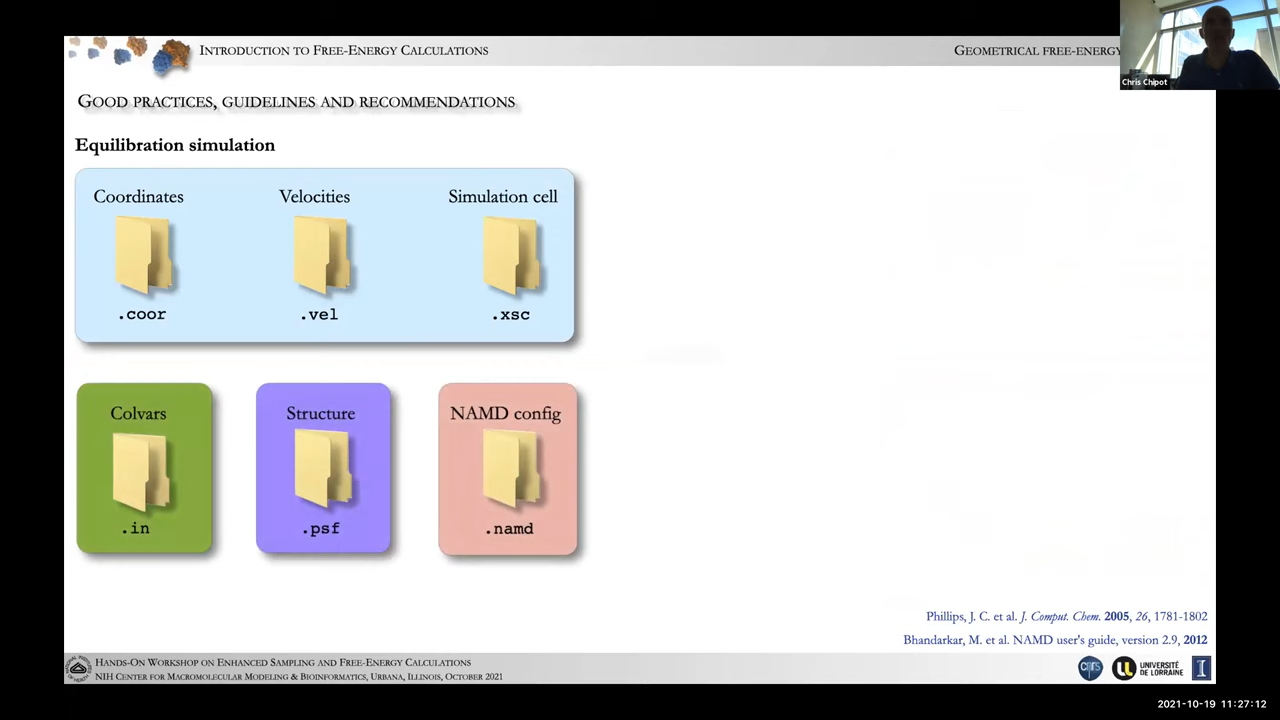 INTRODUCTION TO FREE-ENERGY CALCULATIONS
GEOMETRICAL FREE-ENERGY
Chris Chipot
GOOD PRACTICES, GUIDELINES AND RECOMMENDATIONS
Equilibration simulation
Coordinates
Velocities
Simulation cell
.coor
.vel
.xsc
Colvars
Structure
NAMD config
.in
.psf
.namd
Phillips, J. C. et al. J. Comput. Chem. 2005, 26, 1781-1802
Bhandarkar, M. et al. NAMD user's guide, version 2.9, 2012
HANDS-ON WORKSHOP ON ENHANCED SAMPLING AND FREE-ENERGY CALCULATIONS
NIH CENTER FOR MACROMOLECULAR MODELING & BIOINFORMATICS, URBANA, ILLINOIS, OCTOBER 2021
cnrs
UNIVERSITÉ
DE LORRAINE
2021-10-19 11:27:12